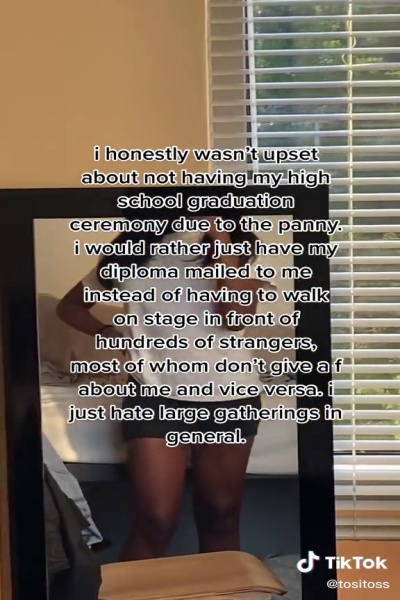 i honestly wasn't upset
about not having my high
school graduation
ceremony due to the panny.
i would rather just have my
diploma mailed to me
instead of having to walk
on stage in front of
hundreds of strangers,
most of whom don't give a f
about me and vice versa. i
just hate large gatherings in
general.
TikTok
@tositoss